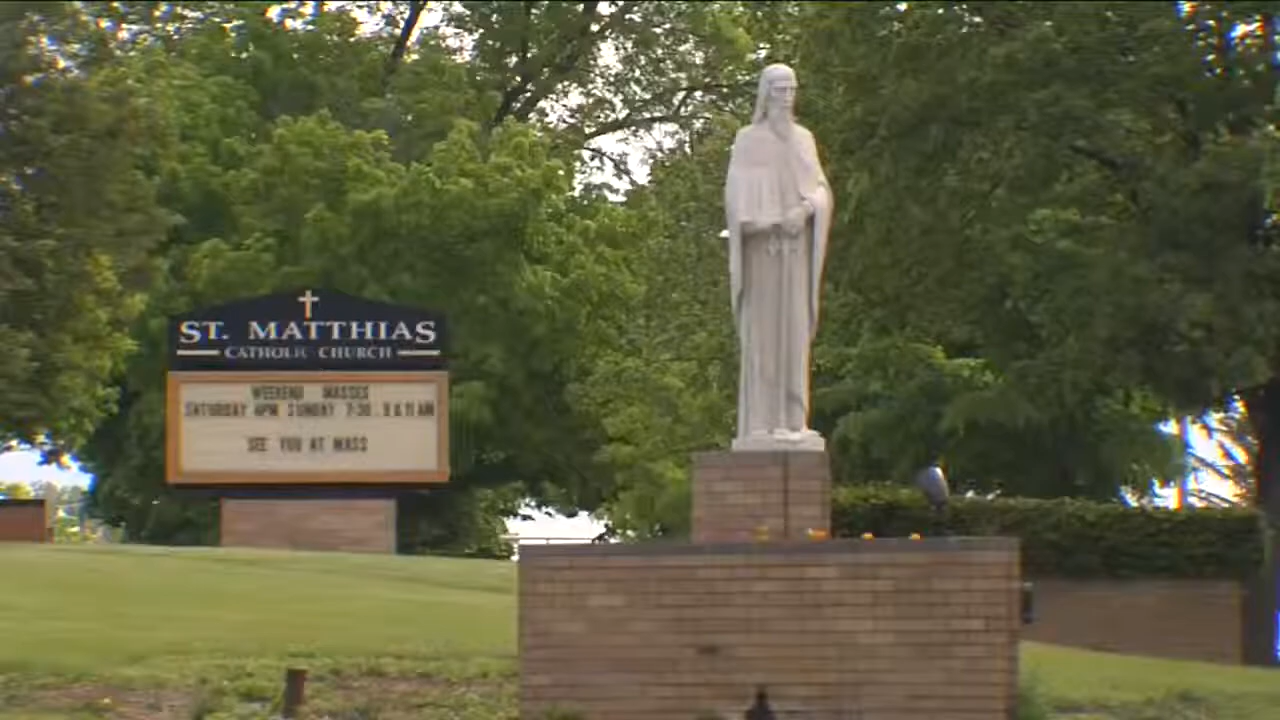 ST. MATTHIAS
CATHOLIC CHURCH
WEEKEND MASSES
SATURDAY 4PM SUNDAY 7:30, 9 & 11 AM
SEE YOU AT MASS